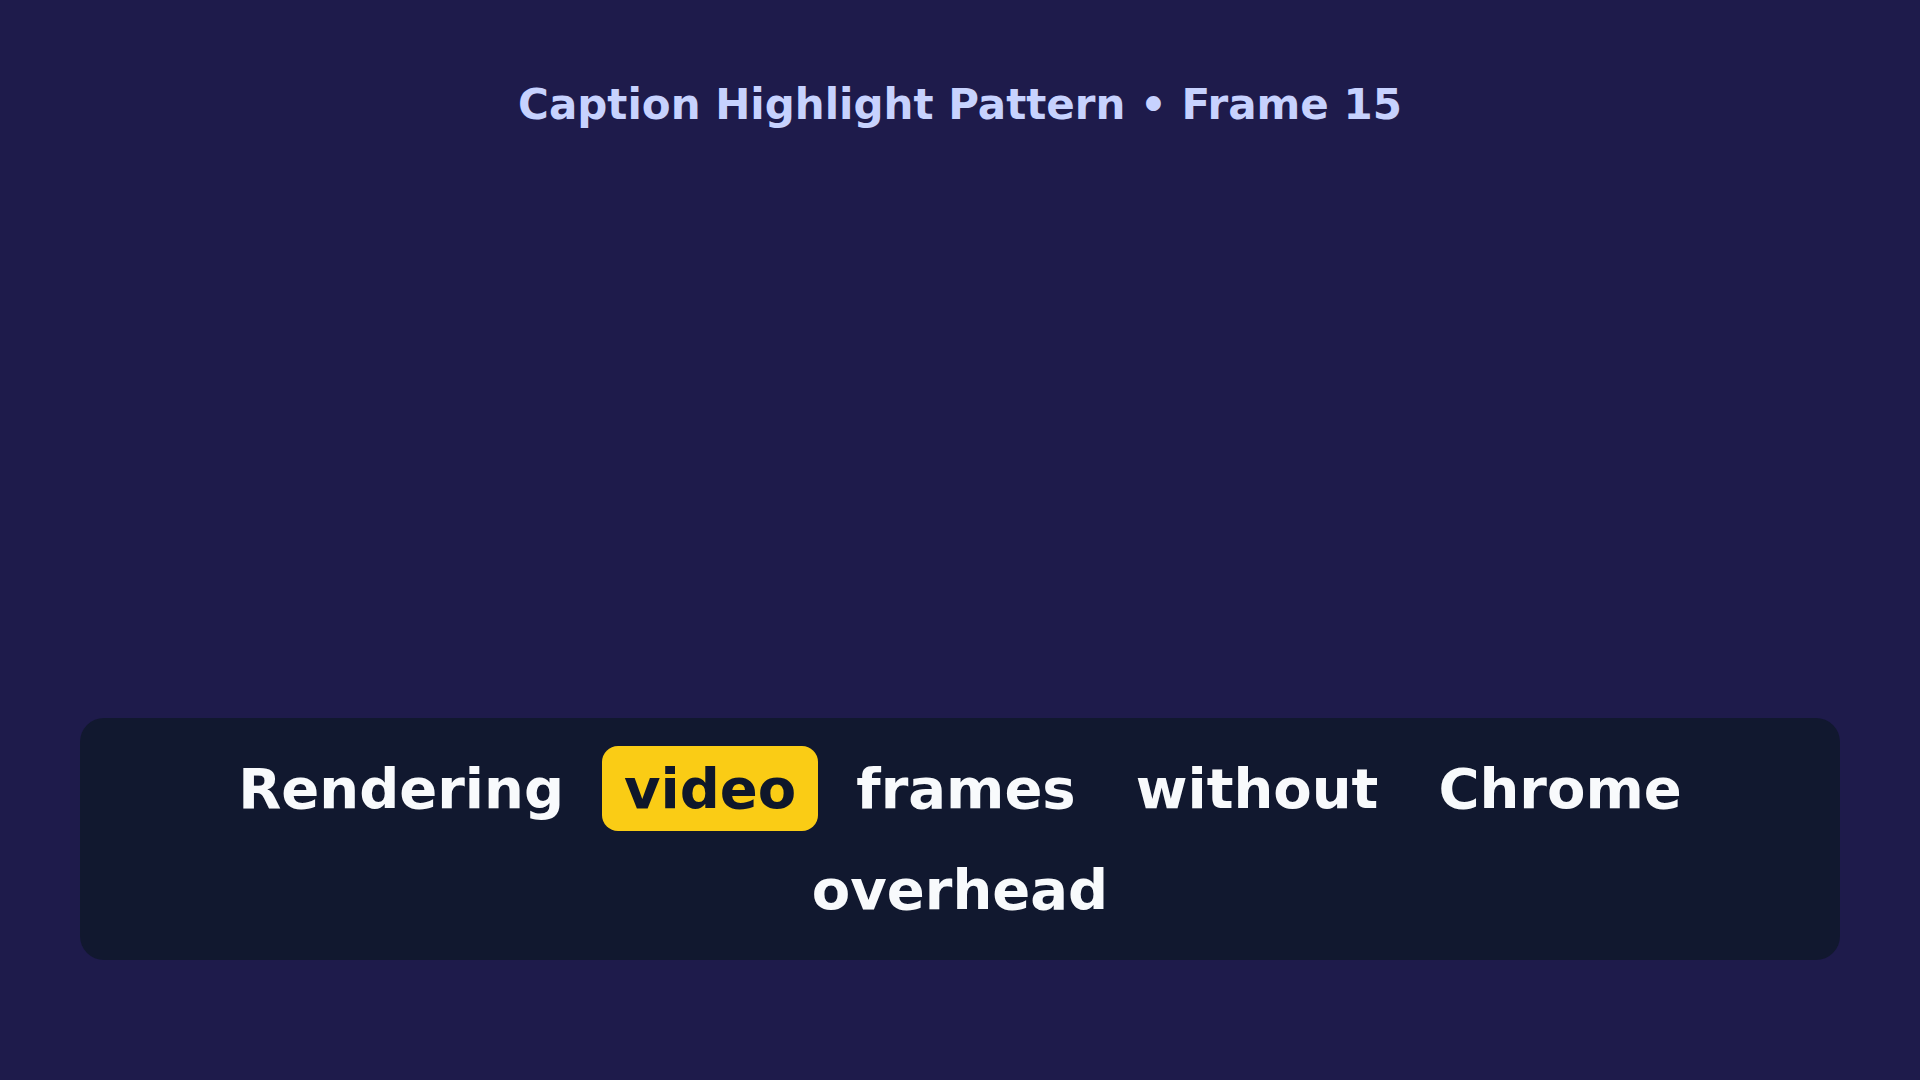 Caption Highlight Pattern • Frame 15
Rendering video frames without Chrome
overhead